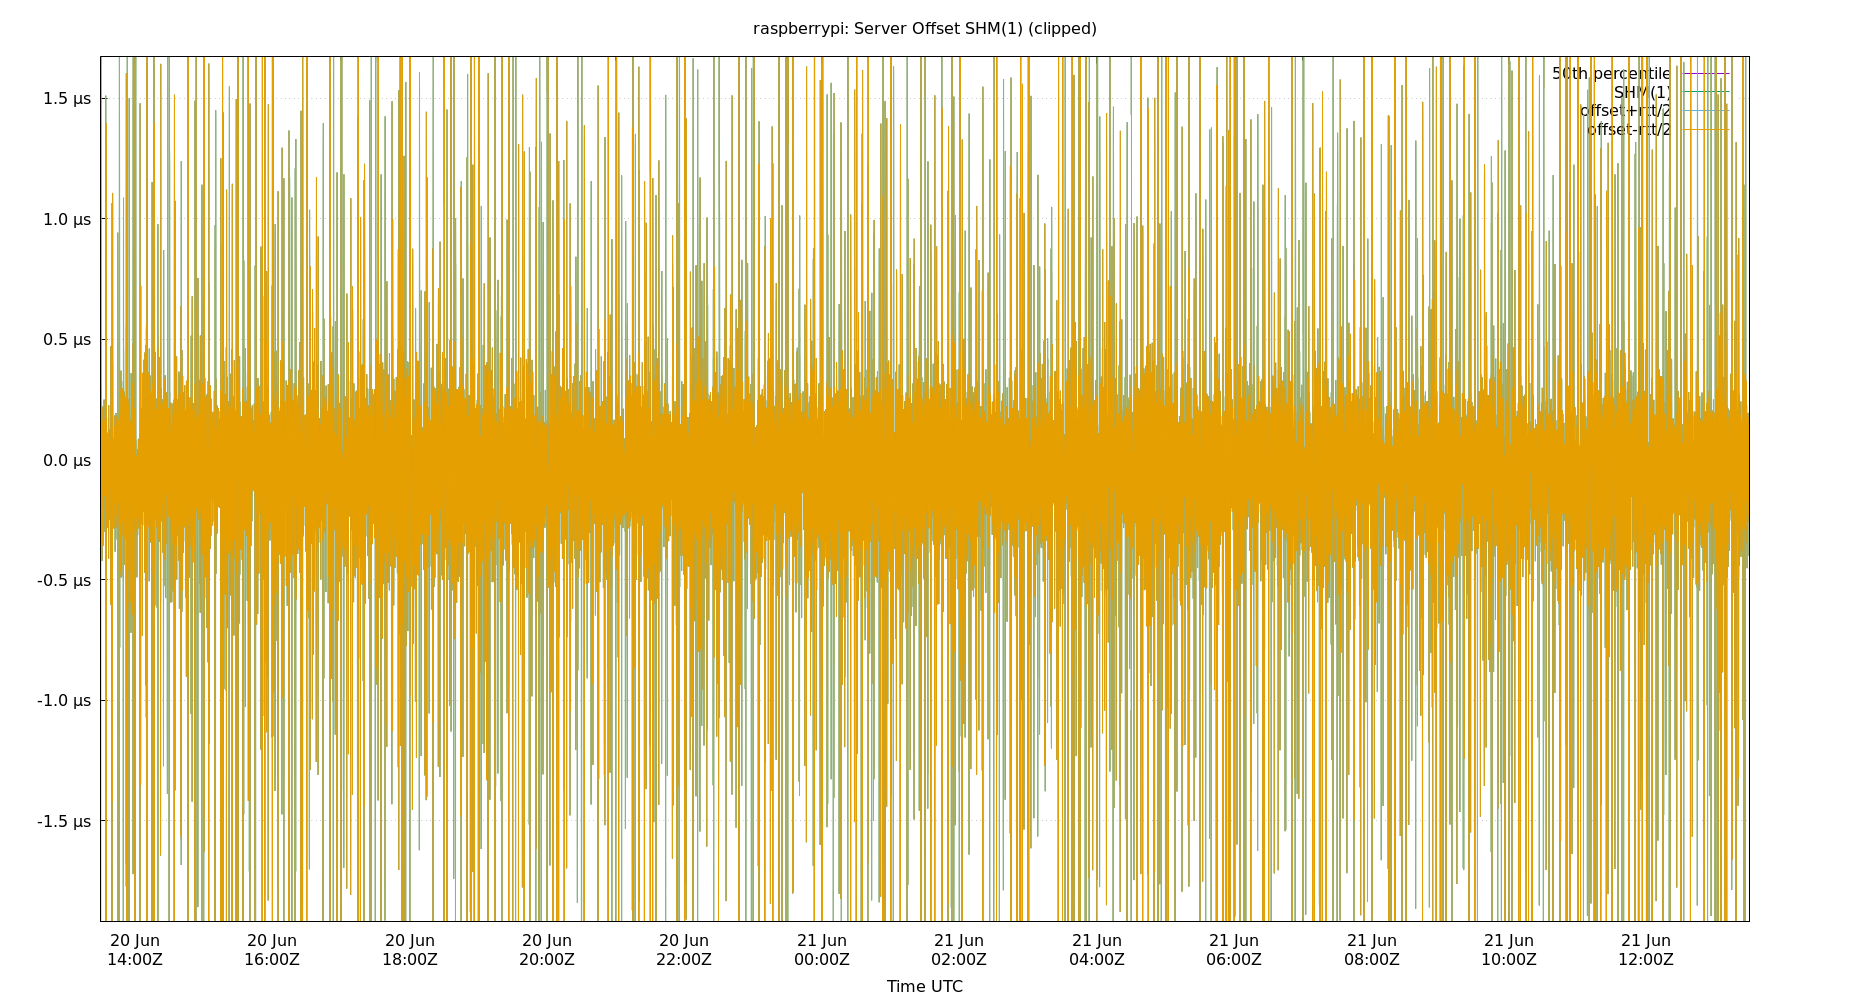 raspberrypi: Server Offset SHM(1) (clipped)
50th percentile
SHM(1)
offset+rtt/2
offset-rtt/2
1.5 µs
1.0 µs
0.5 µs
0.0 µs
-0.5 µs
-1.0 µs
-1.5 µs
20 Jun 20 Jun 20 Jun 20 Jun 20 Jun 21 Jun 21 Jun 21 Jun 21 Jun 21 Jun 21 Jun 21 Jun
14:00Z 16:00Z 18:00Z 20:00Z 22:00Z 00:00Z 02:00Z 04:00Z 06:00Z 08:00Z 10:00Z 12:00Z
Time UTC